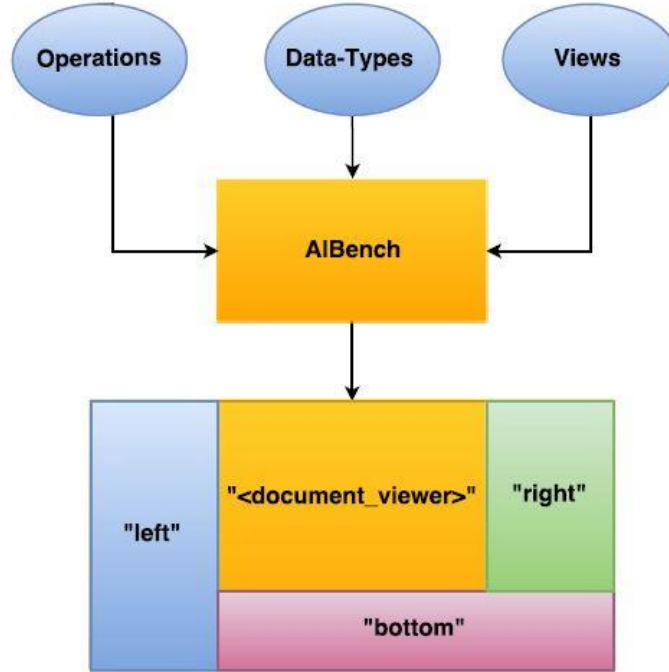 Operations
Data-Types
Views
AIBench
"<document_viewer>"
"right"
"left"
"bottom"